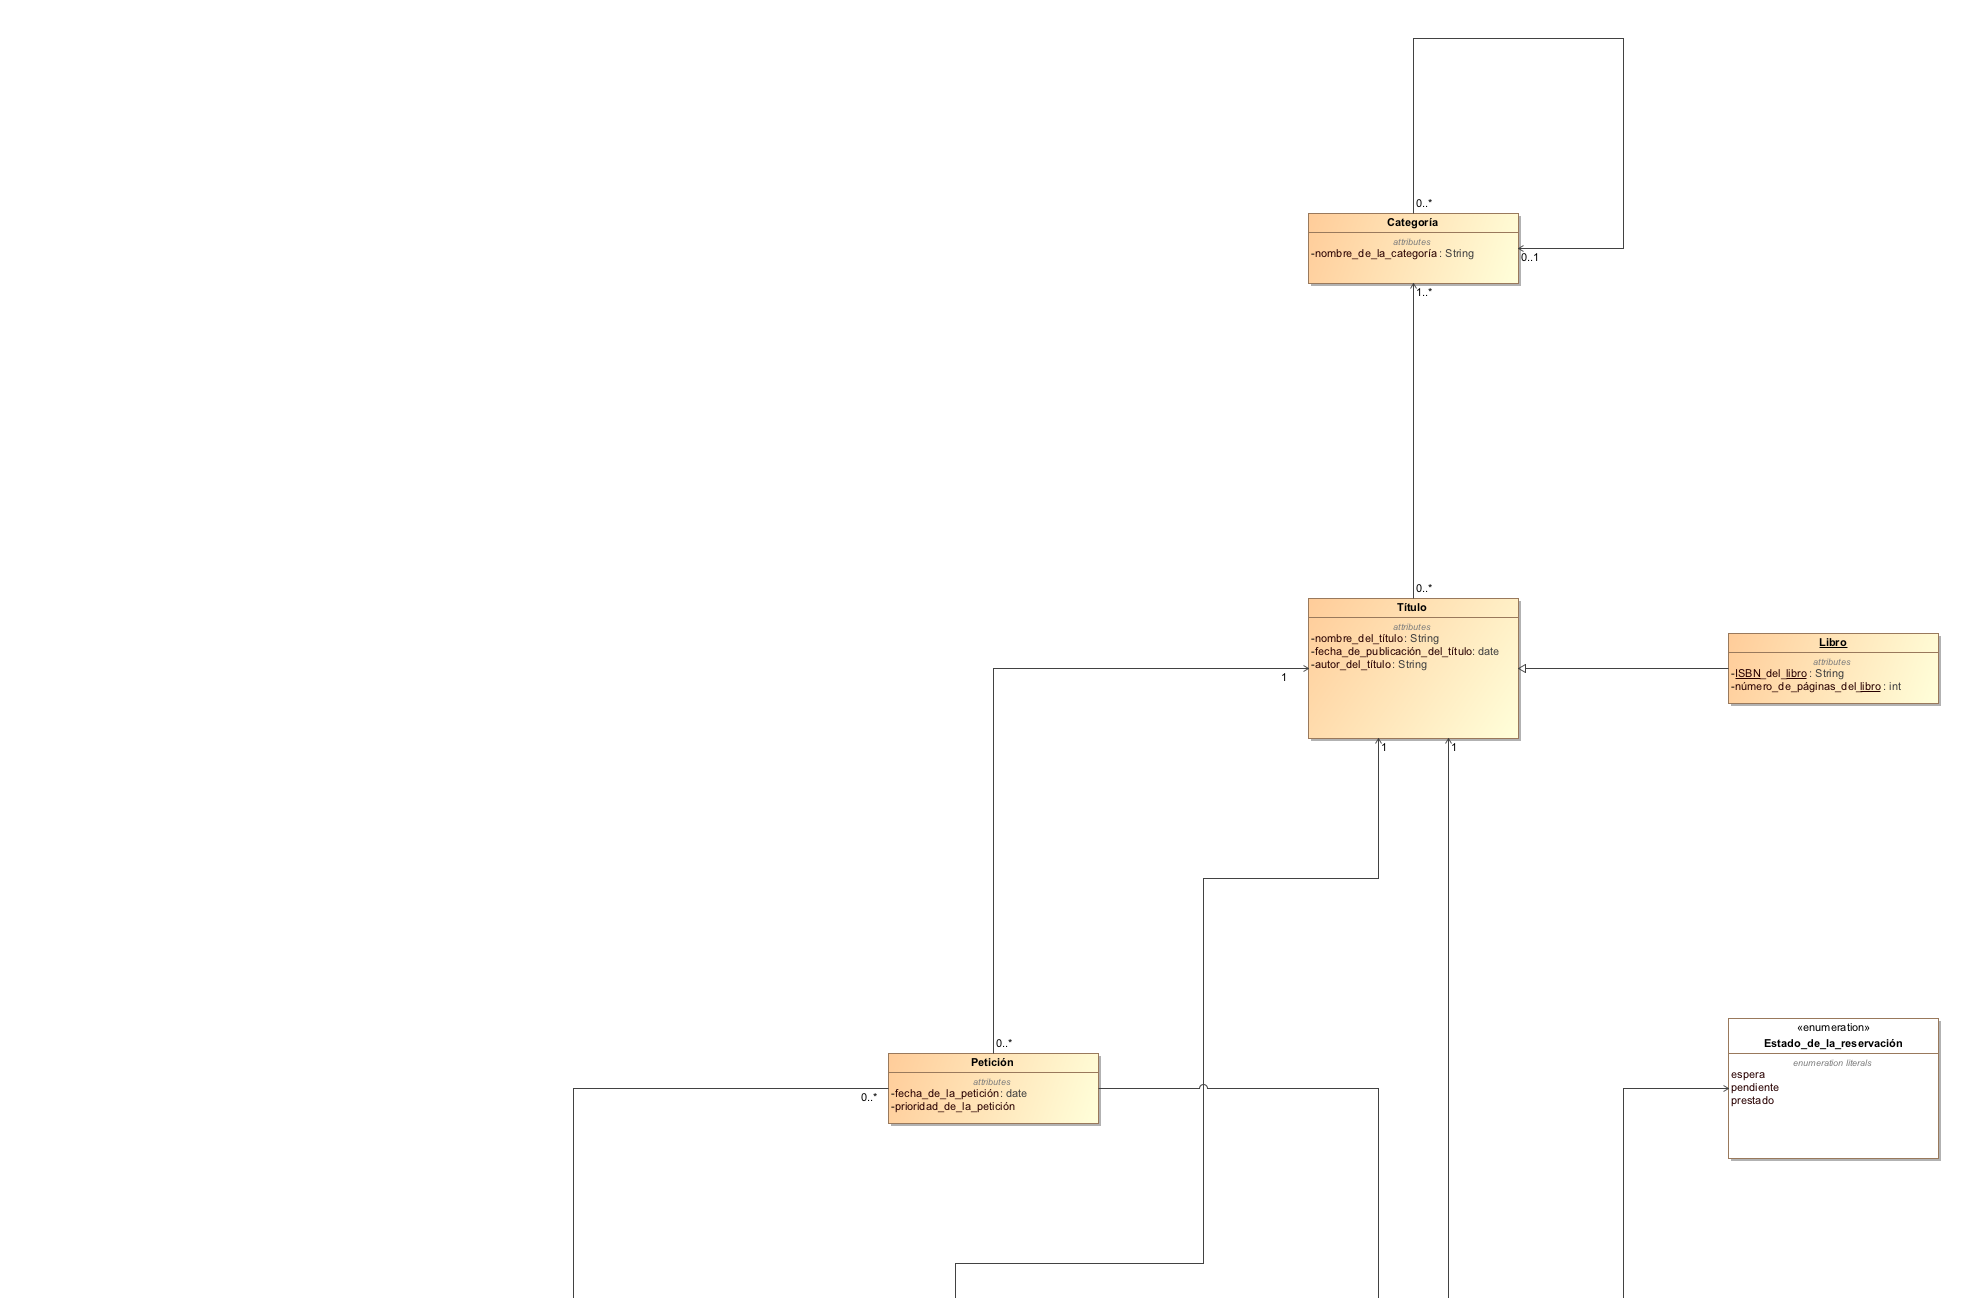 0..*
Categoría
attributes
-nombre_de_la_categoría : String
0..1
1..*
0..*
Título
attributes
-nombre_del_título : String
-fecha_de_publicación_del_título : date
-autor_del_título : String
1
1
1
Libro
attributes
-ISBN_del_libro : String
-número_de_páginas_del_libro : int
0..*
Petición
attributes
-fecha_de_la_petición : date
-prioridad_de_la_petición
0..*
«enumeration»
Estado_de_la_reservación
enumeration literals
espera
pendiente
prestado